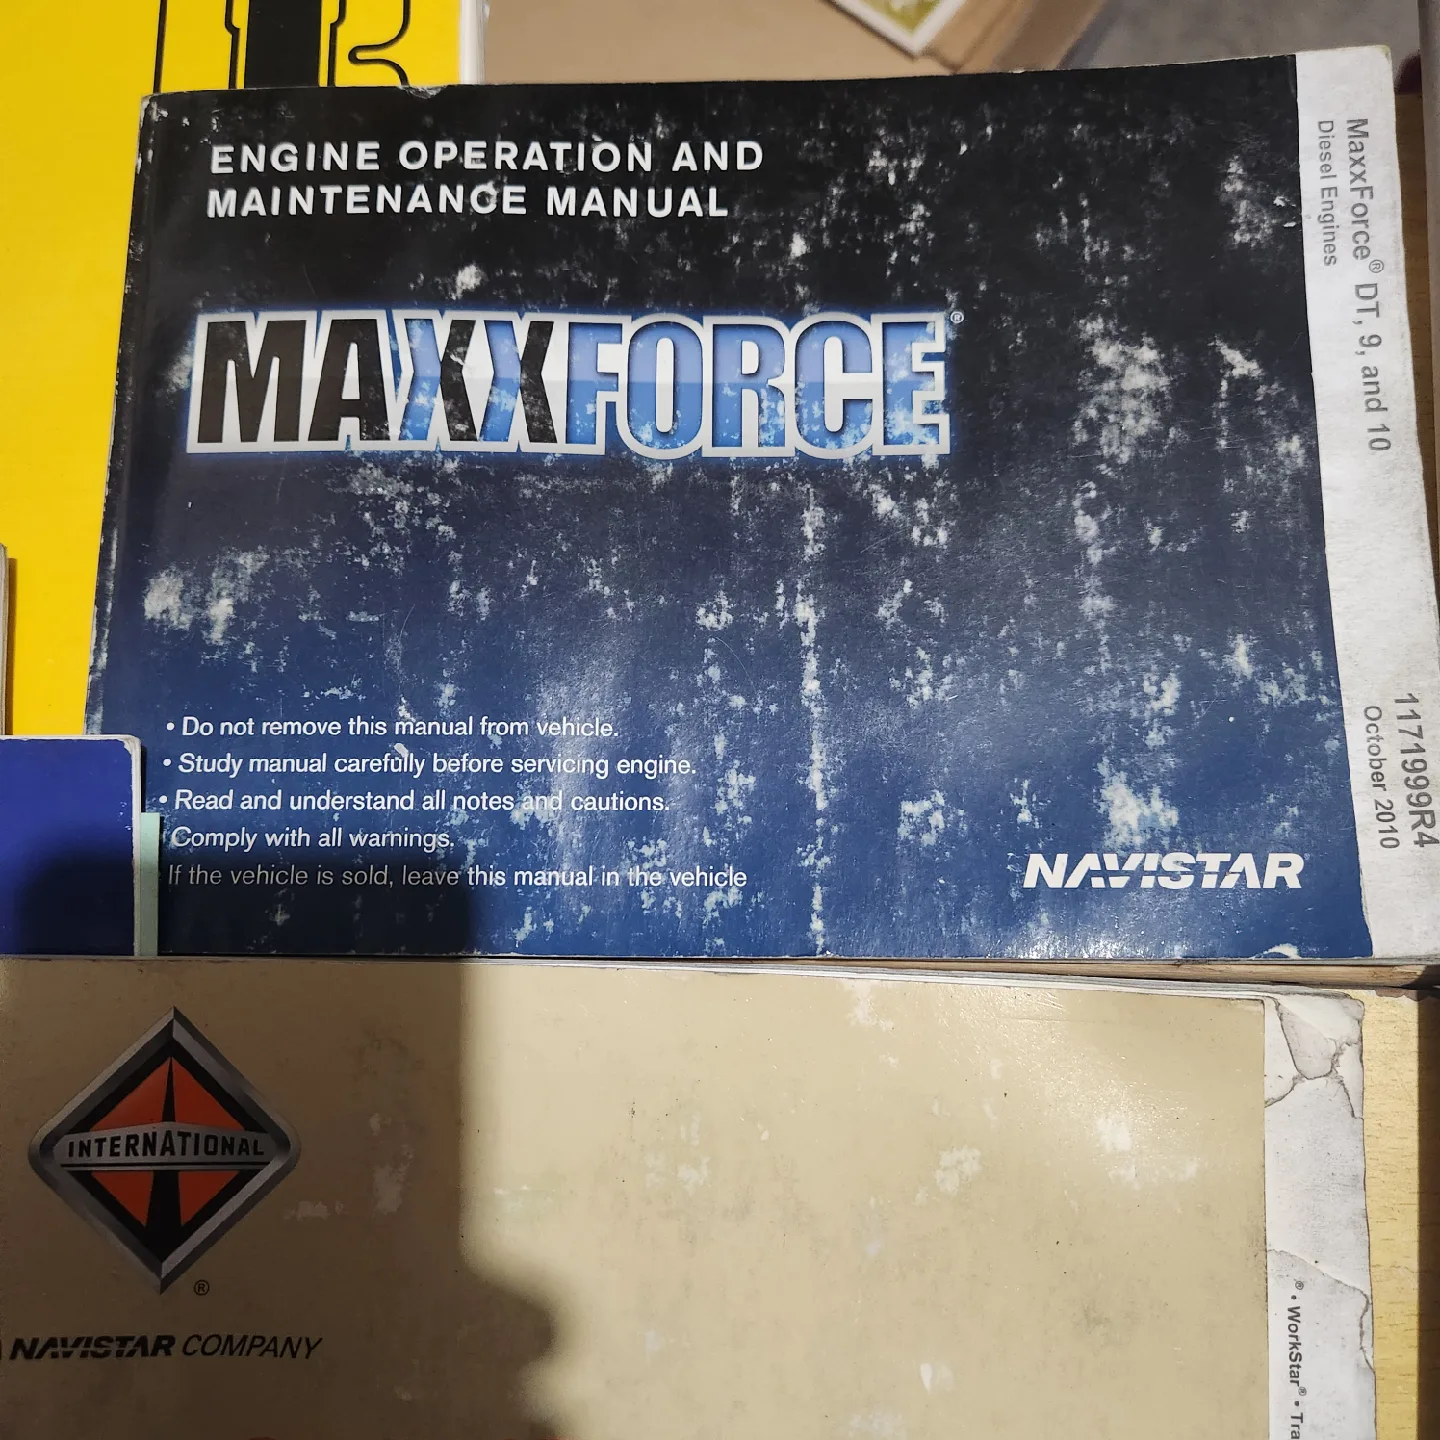 ENGINE OPERATION AND
MAINTENANCE MANUAL
MAXXFORCE®
• Do not remove this manual from vehicle.
• Study manual carefully before servicing engine.
• Read and understand all notes and cautions.
Comply with all warnings.
If the vehicle is sold, leave this manual in the vehicle
NAVISTAR
MaxxForce® DT, 9, and 10
Diesel Engines
1171999R4
October 2010
INTERNATIONAL
®
NAVISTAR COMPANY
® • WorkStar® • Tra